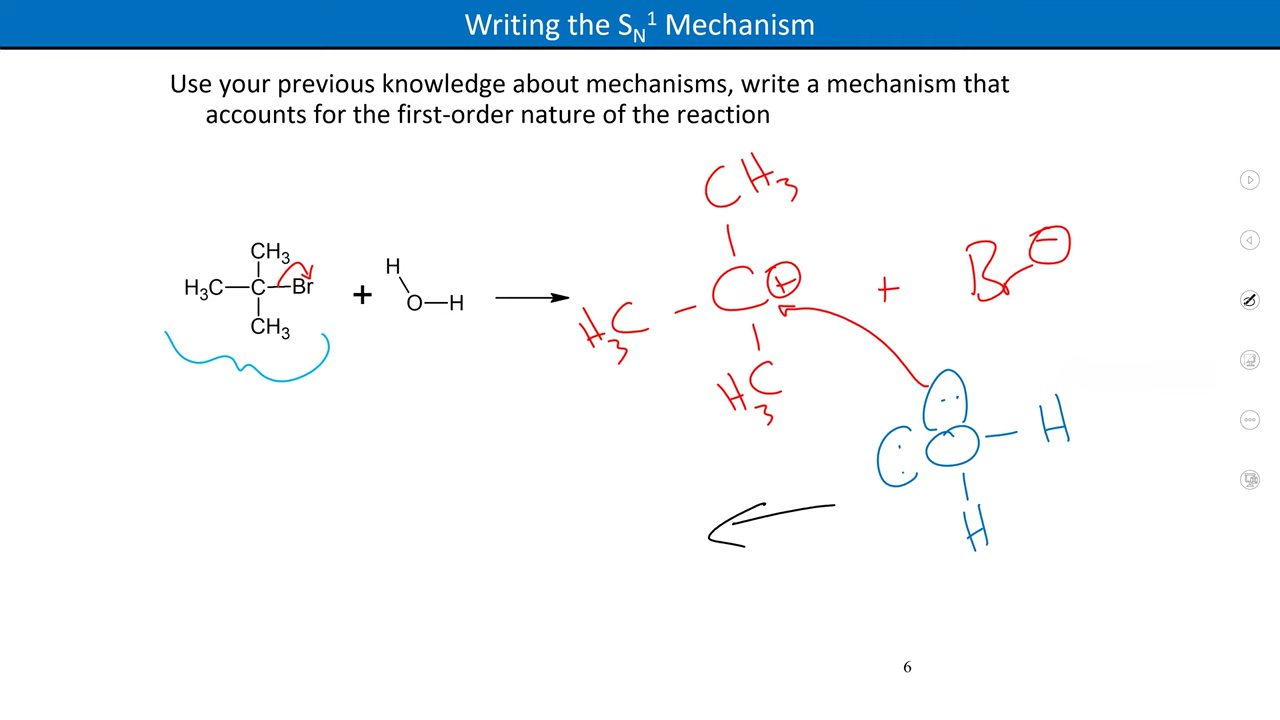 Writing the SN1 Mechanism
Use your previous knowledge about mechanisms, write a mechanism that
accounts for the first-order nature of the reaction
CH3
H3C—C—Br
CH3
+
H
O—H
CH3
H3C – C +
H3C
+
Br –
O – H
H
6